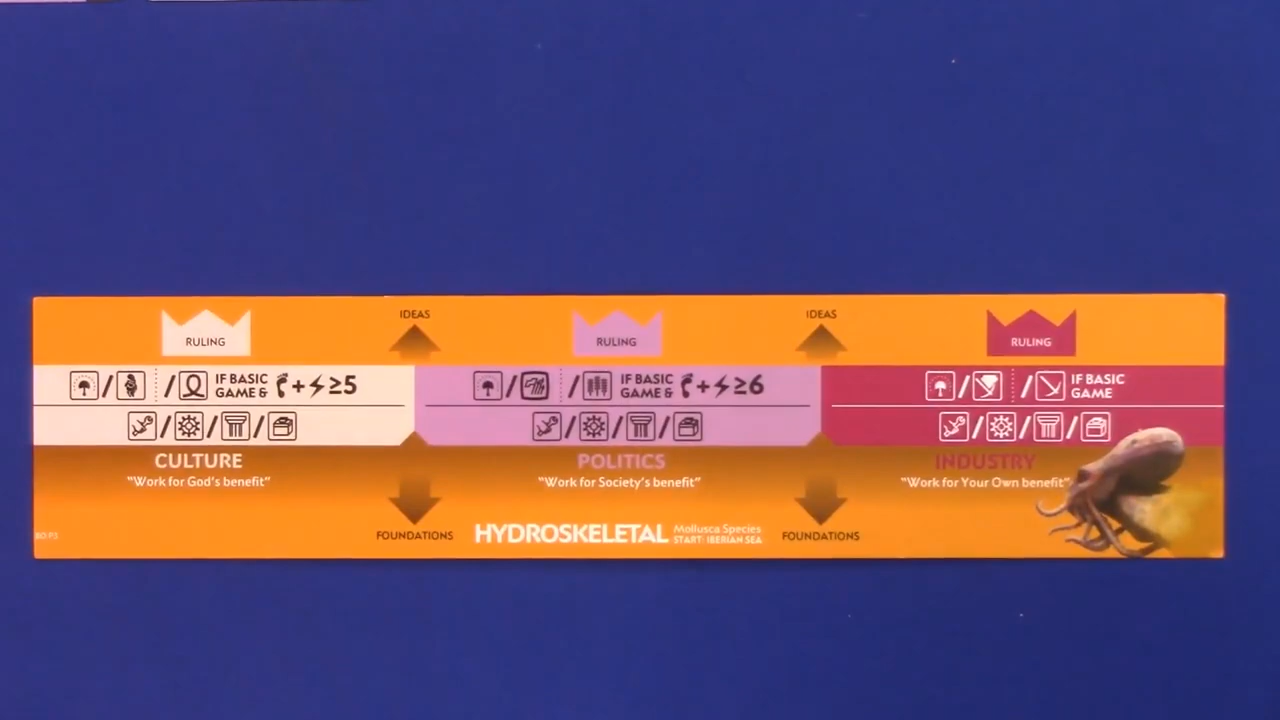 IDEAS IDEAS
RULING RULING RULING
IF BASIC GAME & + ≥5
IF BASIC GAME & + ≥6
IF BASIC GAME
CULTURE POLITICS INDUSTRY
“Work for God’s benefit” “Work for Society’s benefit” “Work for Your Own benefit”
FOUNDATIONS HYDROSKELETAL Mollusca Species FOUNDATIONS
START: IBERIAN SEA